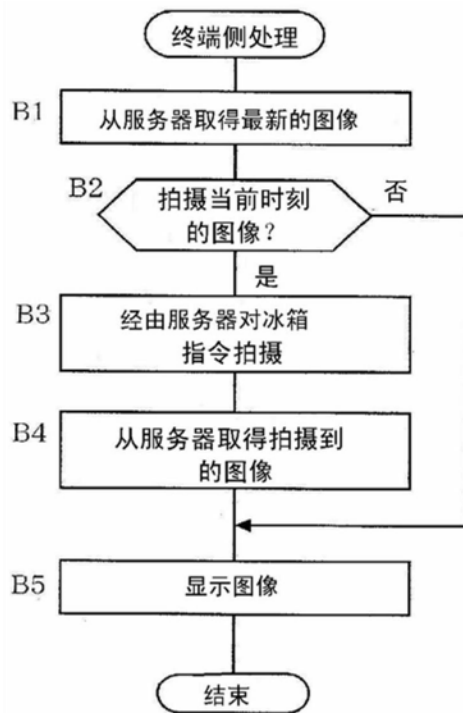 终端侧处理
B1
从服务器取得最新的图像
B2
拍摄当前时刻
的图像？
否
是
B3
经由服务器对冰箱
指令拍摄
B4
从服务器取得拍摄到
的图像
B5
显示图像
结束